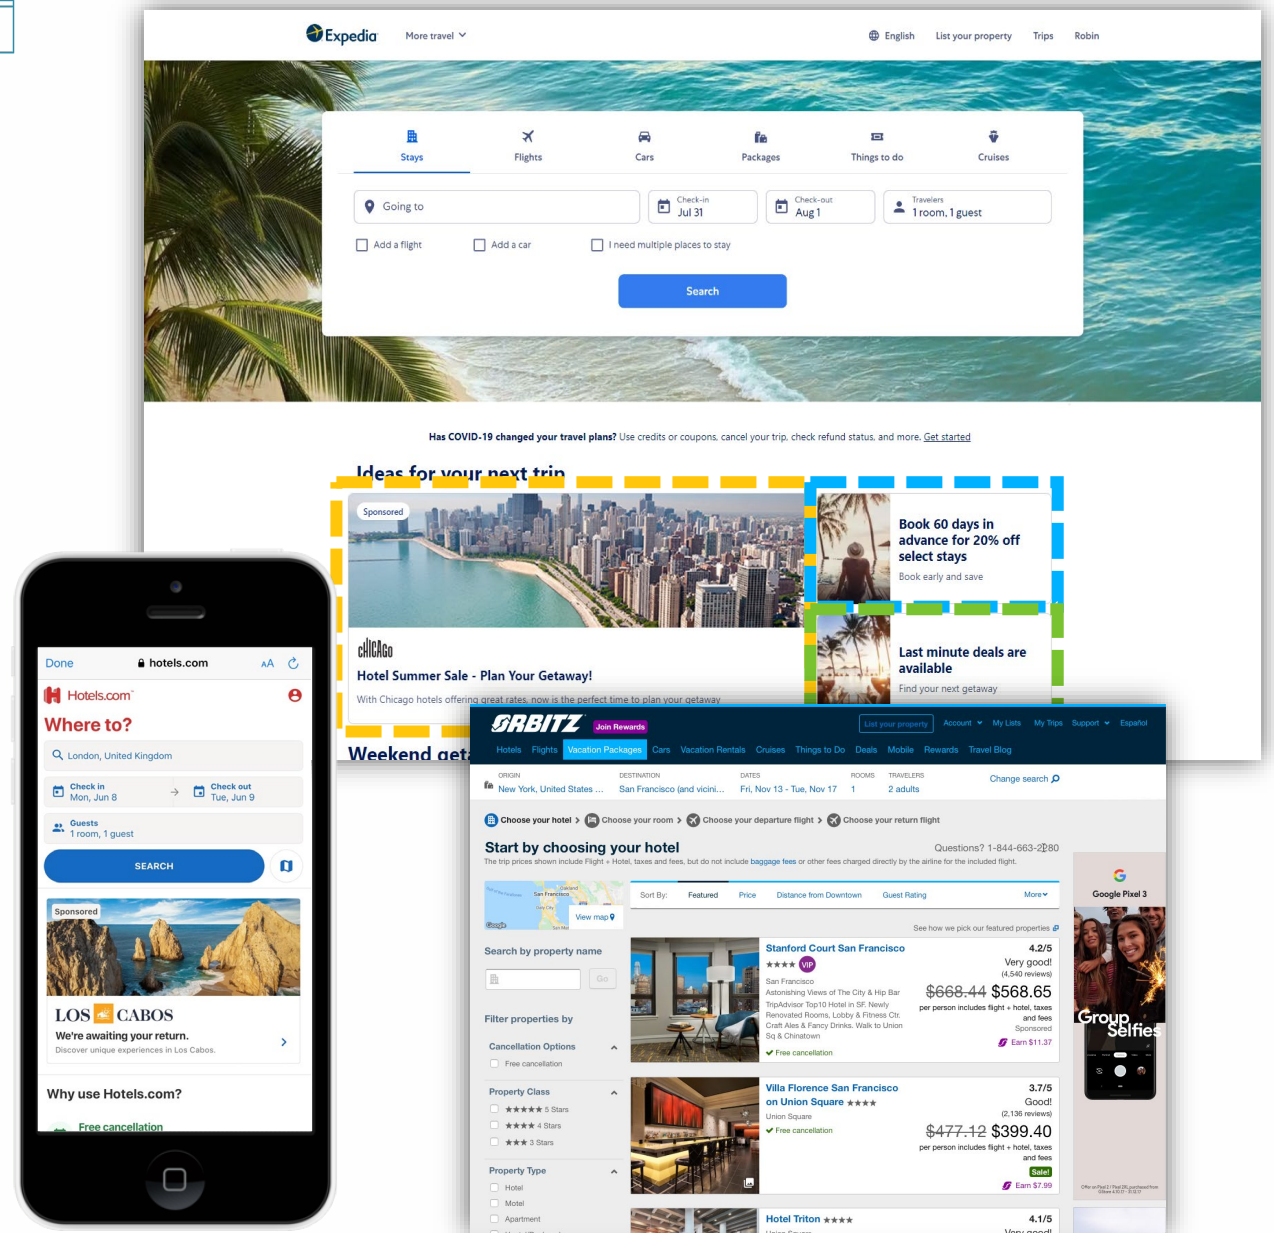 Expedia
More travel
English
List your property
Trips
Robin
Stays
Flights
Cars
Packages
Things to do
Cruises
Going to
Check-in
Jul 31
Check-out
Aug 1
Travelers
1 room, 1 guest
Add a flight
Add a car
I need multiple places to stay
Search
Has COVID-19 changed your travel plans? Use credits or coupons, cancel your trip, check refund status, and more. Get started
Ideas for your next trip
Sponsored
CHICAGO
Hotel Summer Sale - Plan Your Getaway!
With Chicago hotels offering great rates, now is the perfect time to plan your getaway
Book 60 days in
advance for 20% off
select stays
Book early and save
Last minute deals are
available
Find your next getaway
Weekend geta
Done
hotels.com
AA
Hotels.com
Where to?
London, United Kingdom
Check in
Mon, Jun 8
Check out
Tue, Jun 9
Guests
1 room, 1 guest
SEARCH
Sponsored
LOS CABOS
We're awaiting your return.
Discover unique experiences in Los Cabos.
Why use Hotels.com?
Free cancellation
ORBITZ
Join Rewards
List your property
Account
My Lists
My Trips
Support
Español
Hotels
Flights
Vacation Packages
Cars
Vacation Rentals
Cruises
Things to Do
Deals
Mobile
Rewards
Travel Blog
ORIGIN
New York, United States ...
DESTINATION
San Francisco (and vicini...
DATES
Fri, Nov 13 - Tue, Nov 17
ROOMS
1
TRAVELERS
2 adults
Change search
Choose your hotel > Choose your room > Choose your departure flight > Choose your return flight
Start by choosing your hotel
Questions? 1-844-663-2280
The trip prices shown include Flight + Hotel, taxes and fees, but do not include baggage fees or other fees charged directly by the airline for the included flight.
Oakland
San Francisco
Daly City
Google
View map
Sort By:
Featured
Price
Distance from Downtown
Guest Rating
More
See how we pick our featured properties
Search by property name
Go
Filter properties by
Cancellation Options
Free cancellation
Property Class
5 Stars
4 Stars
3 Stars
Property Type
Hotel
Motel
Apartment
Stanford Court San Francisco
VIP
San Francisco
Astonishing Views of The City & Hip Bar
TripAdvisor Top10 Hotel in SF. Newly
Renovated Rooms, Lobby & Fitness Ctr.
Craft Ales & Fancy Drinks. Walk to Union
Sq & Chinatown
Free cancellation
4.2/5
Very good!
(4,540 reviews)
$668.44 $568.65
per person includes flight + hotel, taxes
and fees
Sponsored
Earn $11.37
Villa Florence San Francisco
on Union Square
Union Square
Free cancellation
3.7/5
Good!
(2,136 reviews)
$477.12 $399.40
per person includes flight + hotel, taxes
and fees
Sale!
Earn $7.99
Hotel Triton
Union Square
4.1/5
Very good!
Google Pixel 3
Group
Selfies